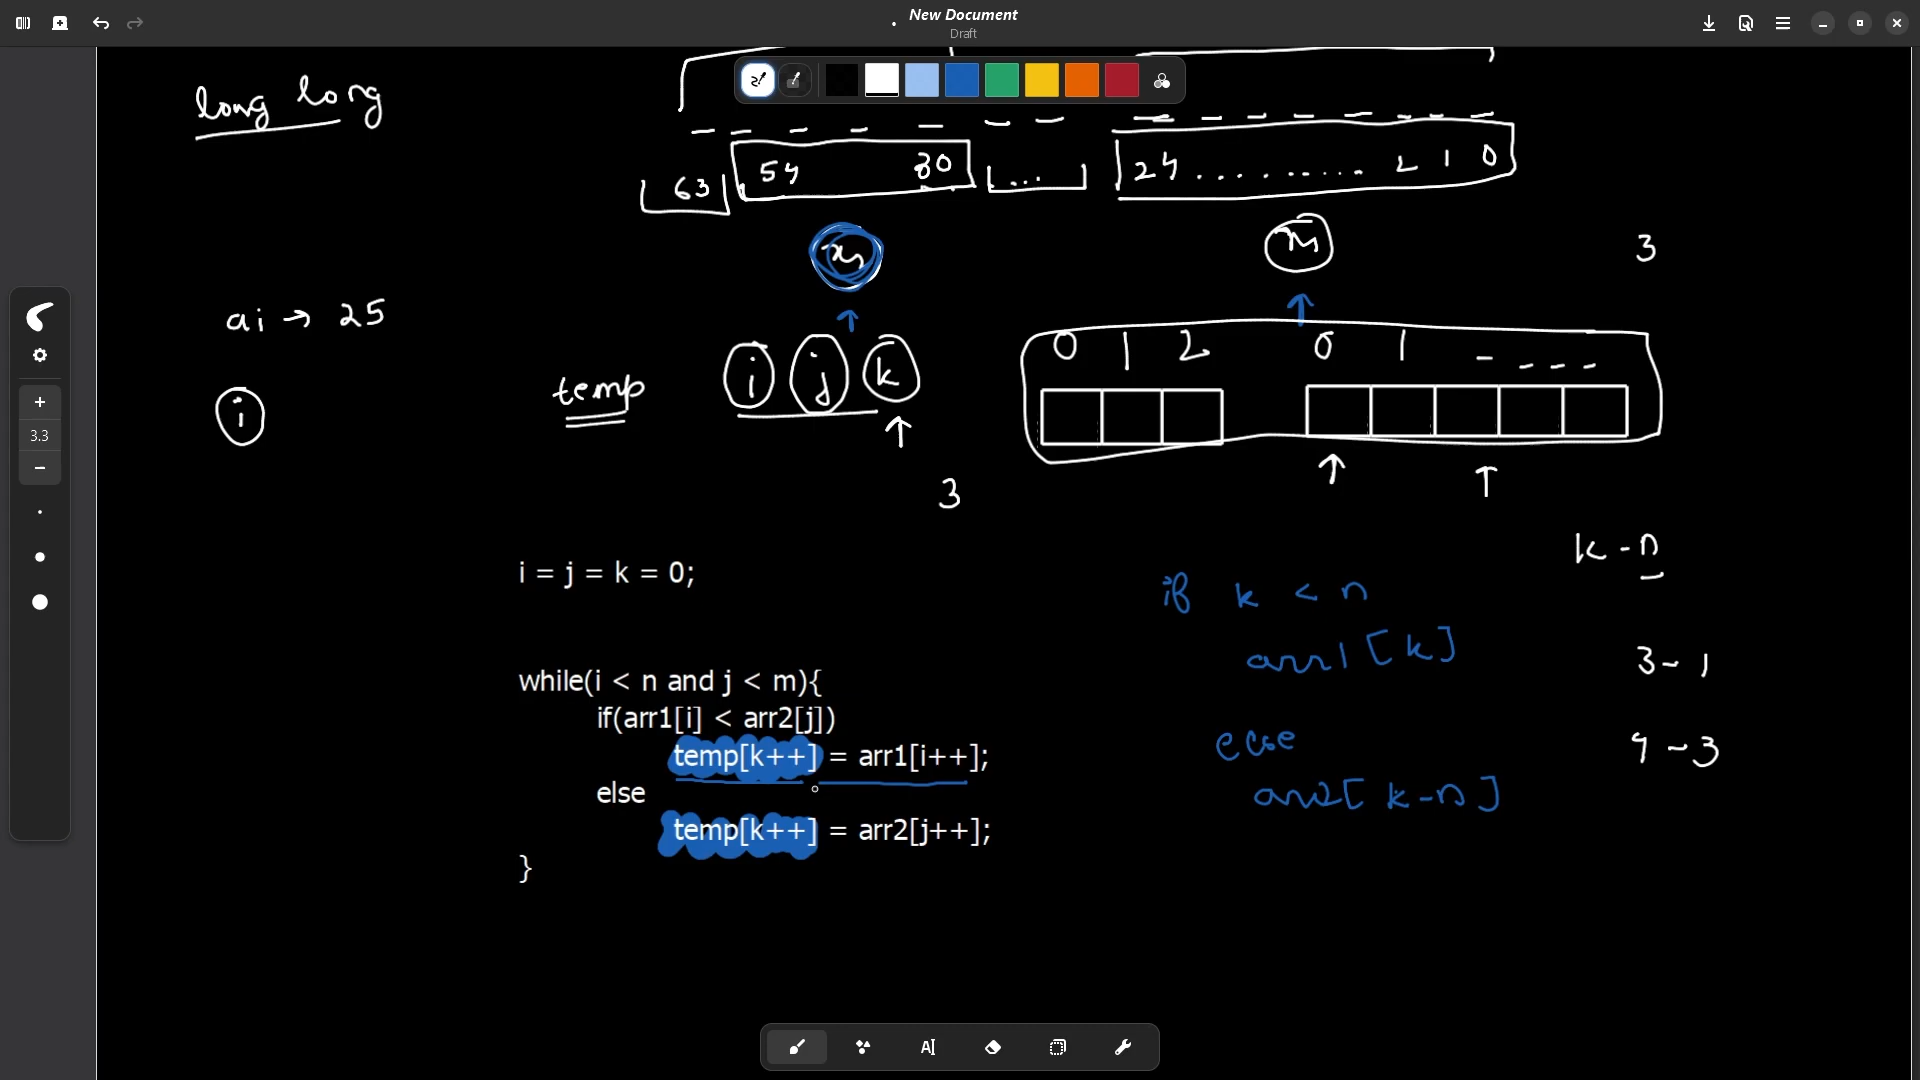 New Document
Draft
long long
63 54 30 ... 24 ......... 2 1 0
3
ai → 25
i
temp
i j k
0 1 2 0 1 - - - -
3
i = j = k = 0;
while(i < n and j < m){
if(arr1[i] < arr2[j])
temp[k++] = arr1[i++];
else
temp[k++] = arr2[j++];
}
k - n
if k < n
arr1[k]
else
arr2[k-n]
3 - 1
3.3
AI